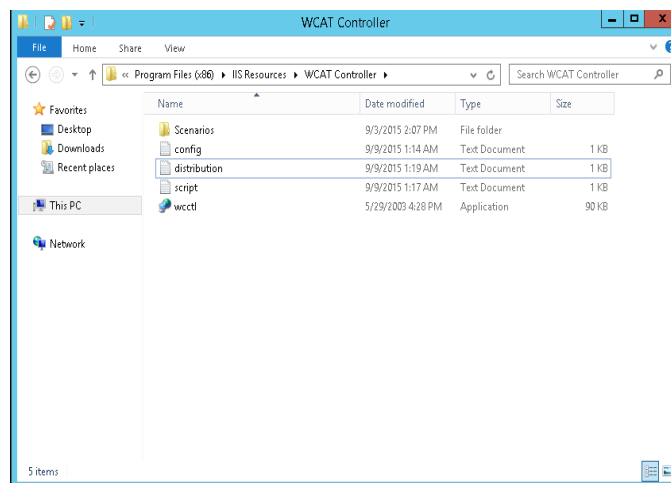 WCAT Controller
File Home Share View
« Program Files (x86) IIS Resources WCAT Controller Search WCAT Controller
Favorites
Desktop
Downloads
Recent places
This PC
Network
Name Date modified Type Size
Scenarios 9/3/2015 2:07 PM File folder
config 9/9/2015 1:14 AM Text Document 1 KB
distribution 9/9/2015 1:19 AM Text Document 1 KB
script 9/9/2015 1:17 AM Text Document 1 KB
wcctl 5/29/2003 4:28 PM Application 90 KB
5 items